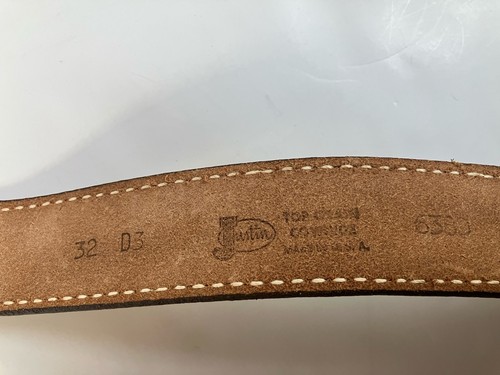 32 D3
Justin
TOP GRAIN
COWHIDE
MADE IN U.S.A.